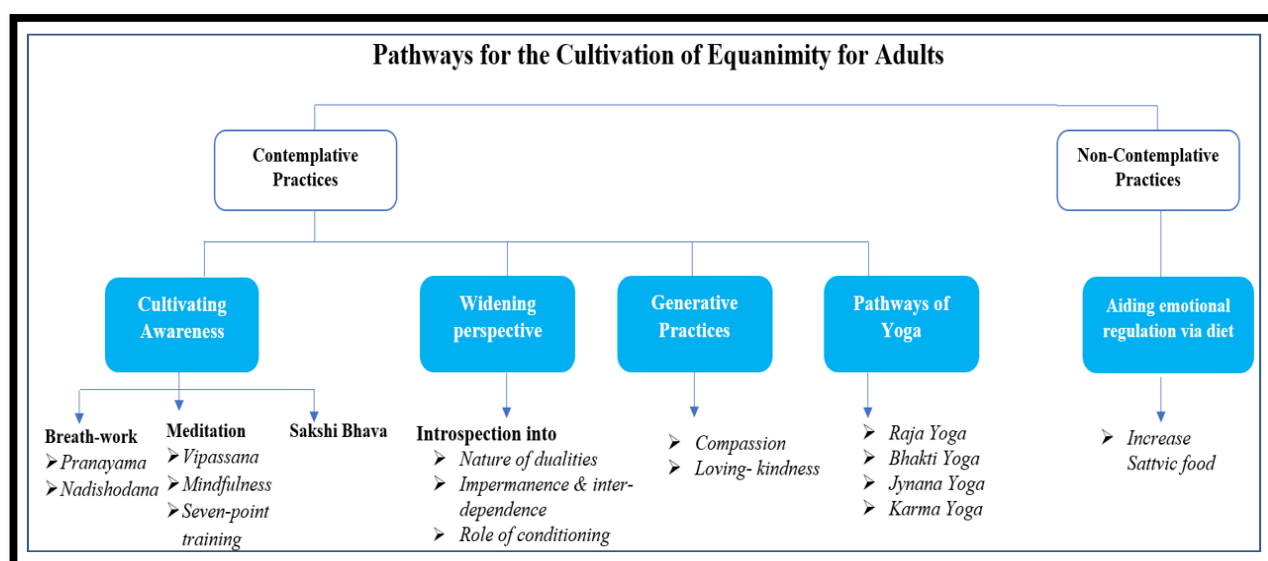 Pathways for the Cultivation of Equanimity for Adults
Contemplative
Practices
Non-Contemplative
Practices
Cultivating
Awareness
Widening
perspective
Generative
Practices
Pathways of
Yoga
Aiding emotional
regulation via diet
Breath-work
➢ Pranayama
➢ Nadishodana
Meditation
➢ Vipassana
➢ Mindfulness
➢ Seven-point
training
Sakshi Bhava
Introspection into
➢ Nature of dualities
➢ Impermanence & inter-
dependence
➢ Role of conditioning
➢ Compassion
➢ Loving- kindness
➢ Raja Yoga
➢ Bhakti Yoga
➢ Jynana Yoga
➢ Karma Yoga
➢ Increase
Sattvic food